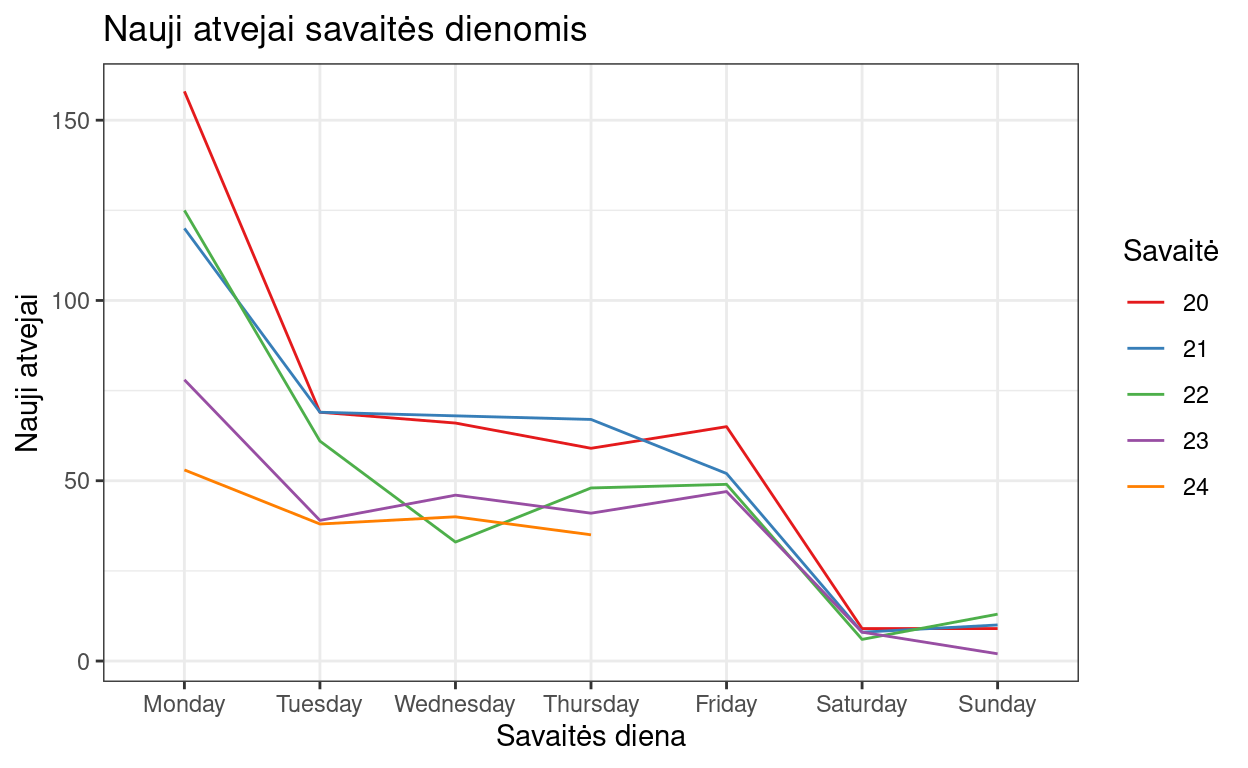 Nauji atvejai savaitės dienomis
Nauji atvejai
150
100
50
0
Monday Tuesday Wednesday Thursday Friday Saturday Sunday
Savaitės diena
Savaitė
20
21
22
23
24